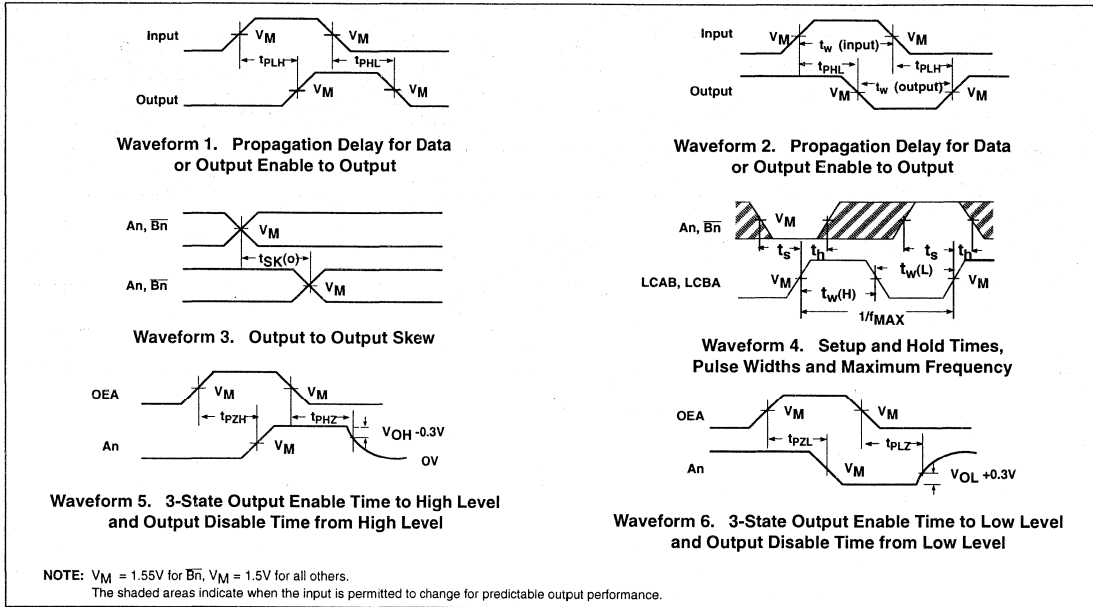 Input
VM
VM
tPLH
tPHL
Output
VM
VM
Waveform 1. Propagation Delay for Data
or Output Enable to Output
Input
VM
tw (input)
VM
tPHL
tPLH
Output
VM
tw (output)
VM
Waveform 2. Propagation Delay for Data
or Output Enable to Output
An, B̅n̅
VM
tSK(o)
An, B̅n̅
VM
Waveform 3. Output to Output Skew
An, B̅n̅
VM
ts
th
ts
th
LCAB, LCBA
VM
tw(H)
tw(L)
VM
1/fMAX
Waveform 4. Setup and Hold Times,
Pulse Widths and Maximum Frequency
OEA
VM
VM
tPZH
tPHZ
An
VM
VOH -0.3V
0V
Waveform 5. 3-State Output Enable Time to High Level
and Output Disable Time from High Level
OEA
VM
VM
tPZL
tPLZ
An
VM
VOL +0.3V
Waveform 6. 3-State Output Enable Time to Low Level
and Output Disable Time from Low Level
NOTE: VM = 1.55V for B̅n̅, VM = 1.5V for all others.
The shaded areas indicate when the input is permitted to change for predictable output performance.